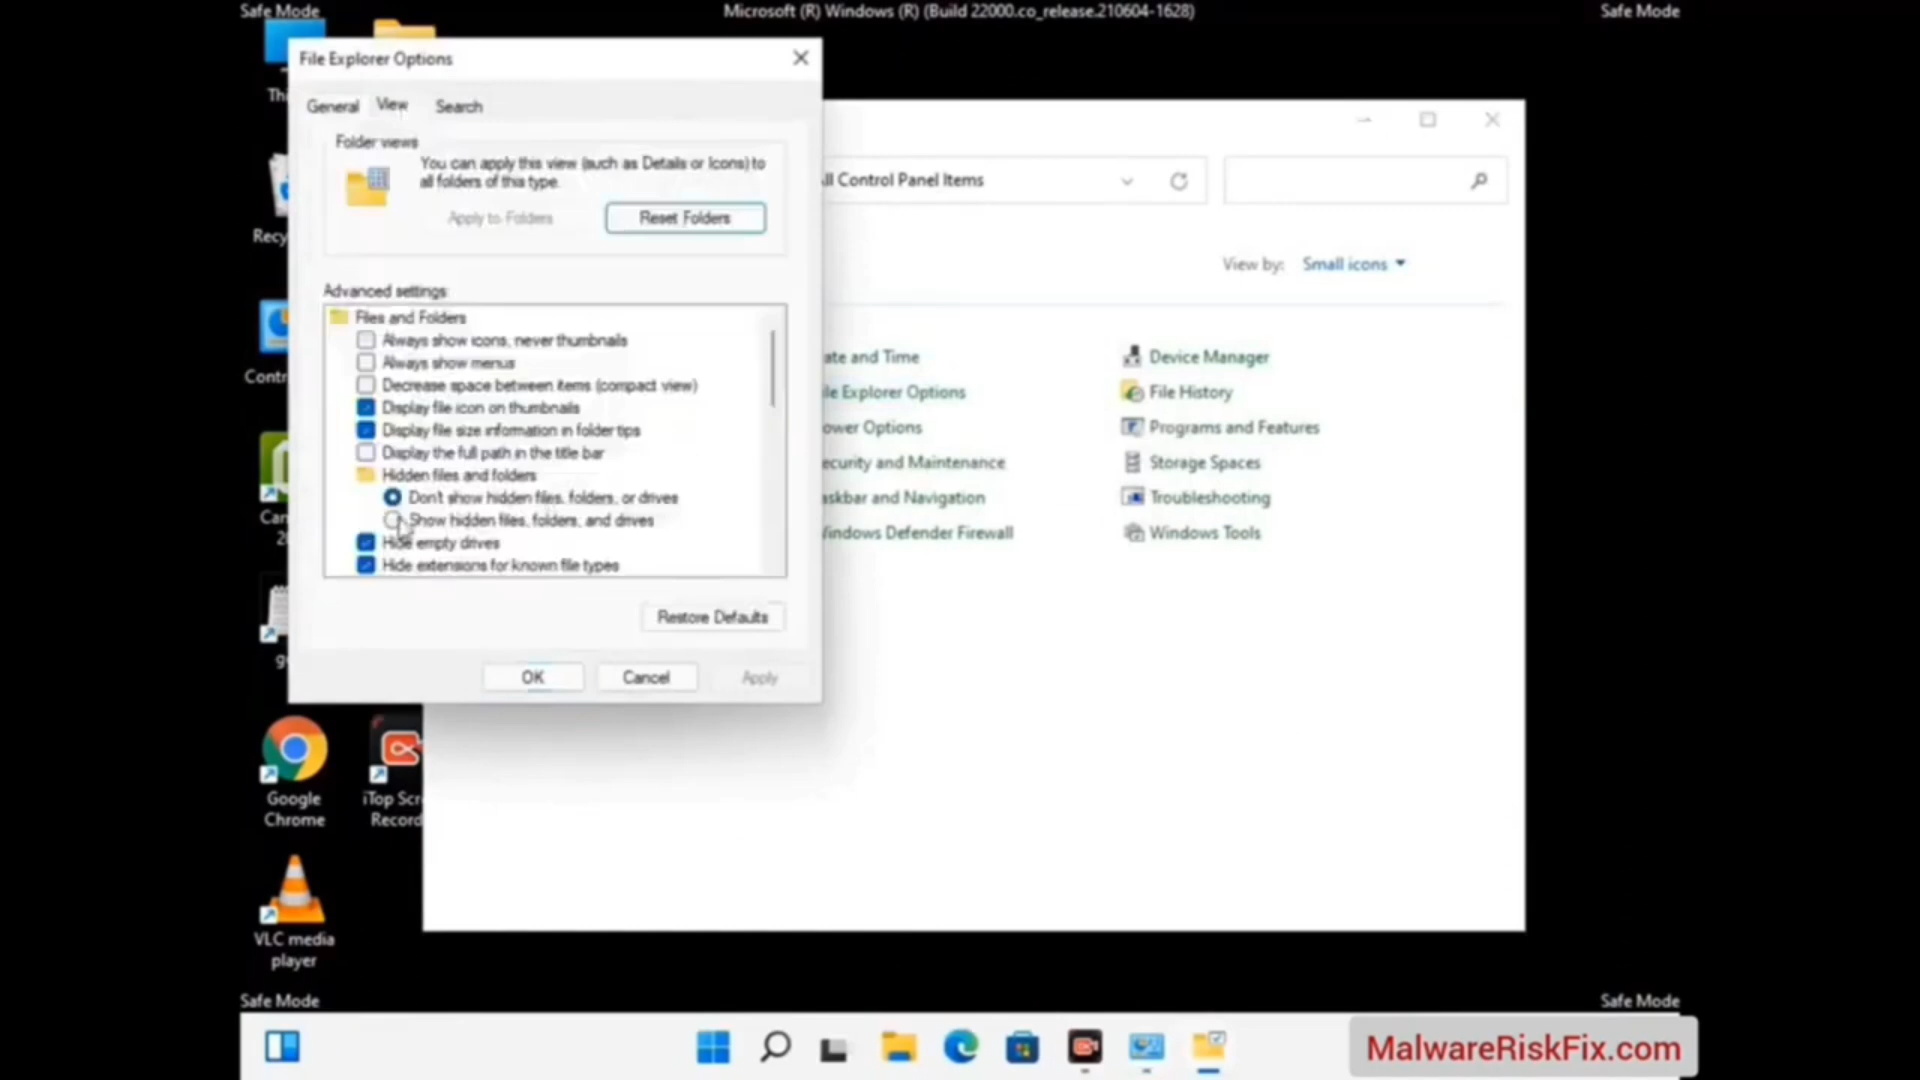 Safe Mode
Microsoft (R) Windows (R) (Build 22000.co_release.210604-1628)
Safe Mode
File Explorer Options
General
View
Search
Folder views
You can apply this view (such as Details or Icons) to
all folders of this type.
Apply to Folders
Reset Folders
Advanced settings:
Files and Folders
Always show icons, never thumbnails
Always show menus
Decrease space between items (compact view)
Display file icon on thumbnails
Display file size information in folder tips
Display the full path in the title bar
Hidden files and folders
Don't show hidden files, folders, or drives
Show hidden files, folders, and drives
Hide empty drives
Hide extensions for known file types
Restore Defaults
OK
Cancel
Apply
Thi
Recy
Contr
Can
20
g
ll Control Panel Items
View by:
Small icons
ate and Time
Device Manager
le Explorer Options
File History
ower Options
Programs and Features
ecurity and Maintenance
Storage Spaces
askbar and Navigation
Troubleshooting
indows Defender Firewall
Windows Tools
Google
Chrome
iTop Scr
Record
VLC media
player
Safe Mode
Safe Mode
MalwareRiskFix.com